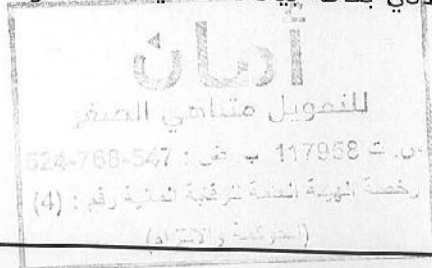 أمان
للتمويل متناهي الصغر
س. ت 117958 ب ض : 547-768-524
رخصة الهيئة العامة للرقابة المالية رقم : (4)
(الحوكمة والالتزام)